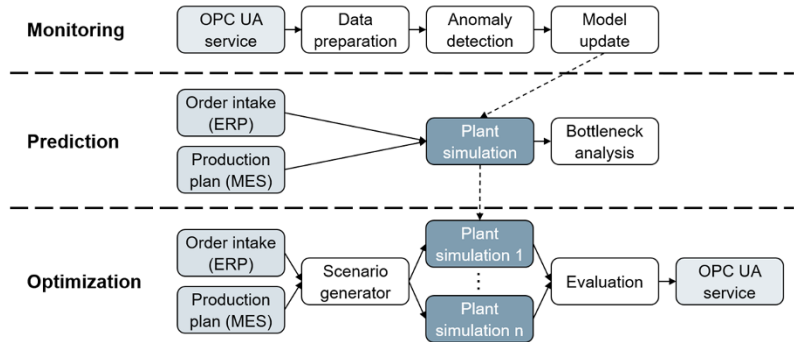 Monitoring
OPC UA
service
Data
preparation
Anomaly
detection
Model
update
Prediction
Order intake
(ERP)
Production
plan (MES)
Plant
simulation
Bottleneck
analysis
Optimization
Order intake
(ERP)
Production
plan (MES)
Scenario
generator
Plant
simulation 1
⋮
Plant
simulation n
Evaluation
OPC UA
service